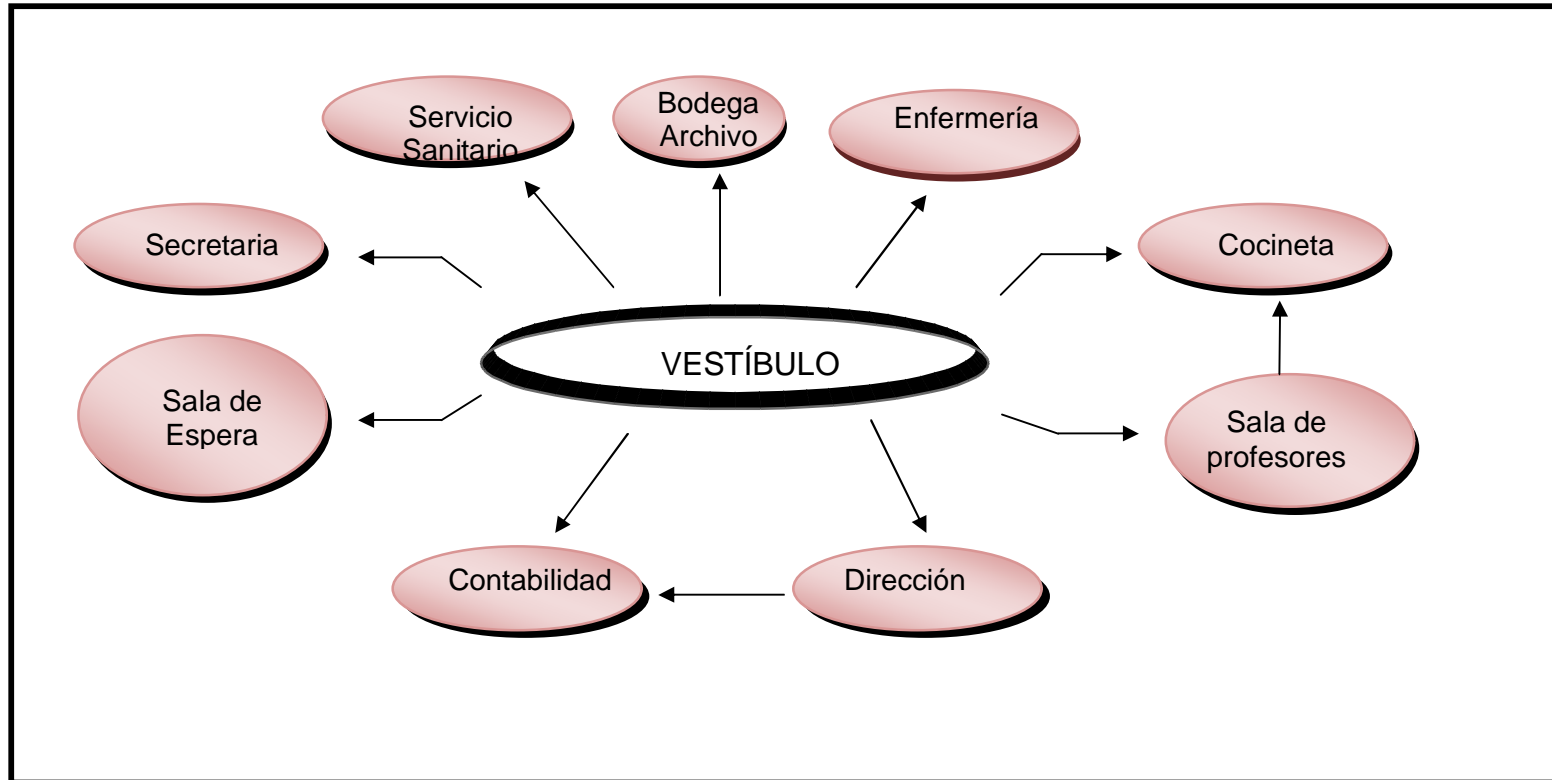 Servicio
Sanitario
Bodega
Archivo
Enfermería
Secretaria
Cocineta
VESTÍBULO
Sala de
Espera
Sala de
profesores
Contabilidad
Dirección